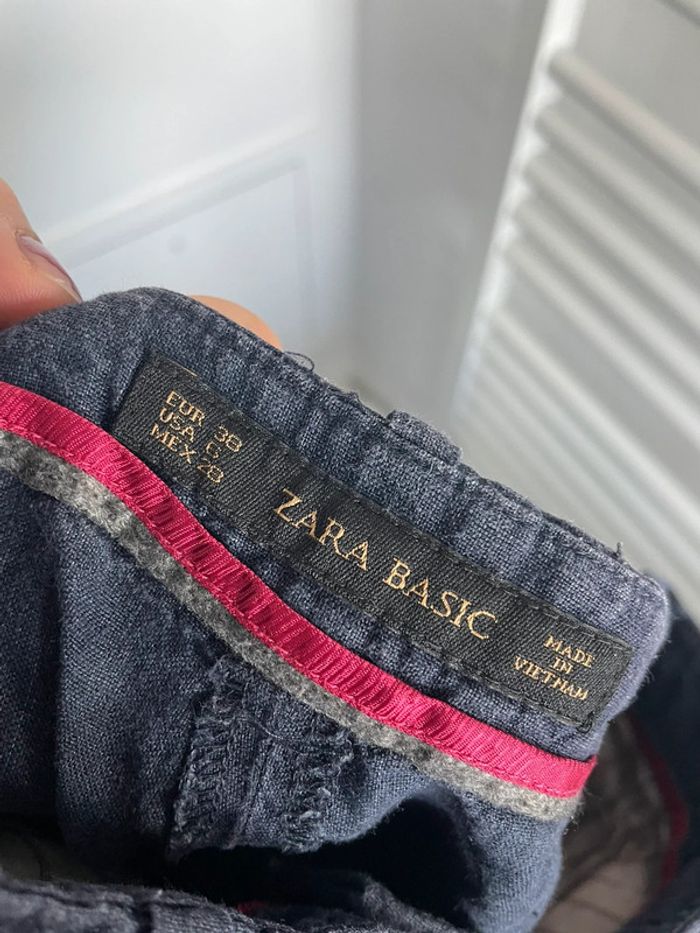 EUR 38
USA 6
MEX 28
ZARA BASIC
MADE
IN
VIETNAM